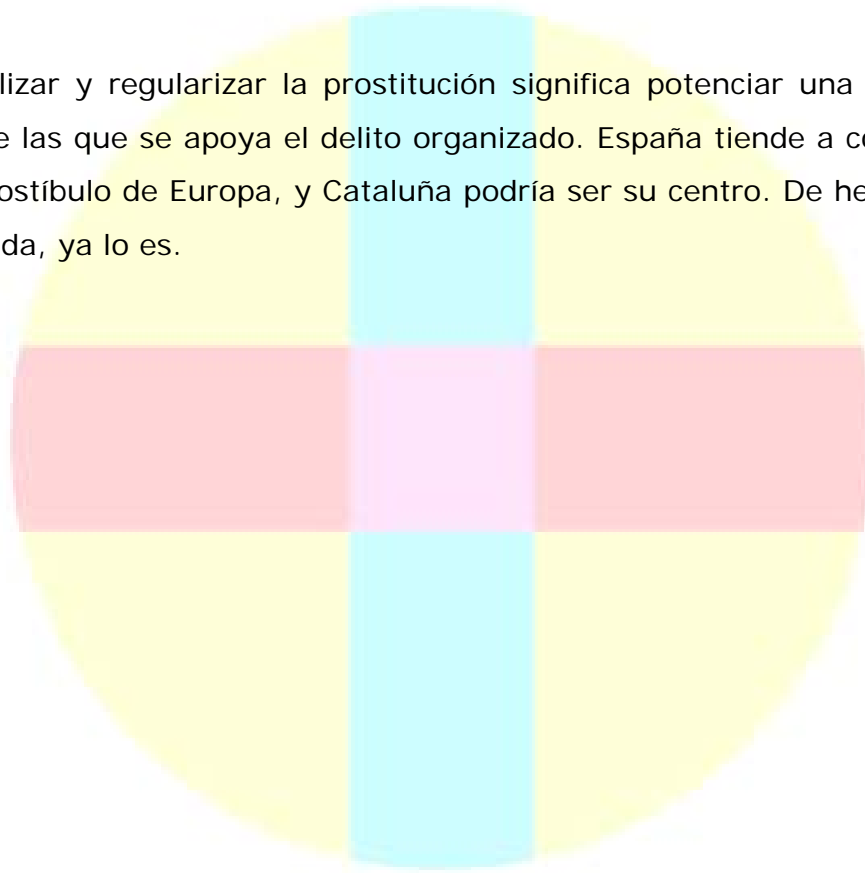 lizar y regularizar la prostitución significa potenciar una
e las que se apoya el delito organizado. España tiende a co
ostíbulo de Europa, y Cataluña podría ser su centro. De he
da, ya lo es.